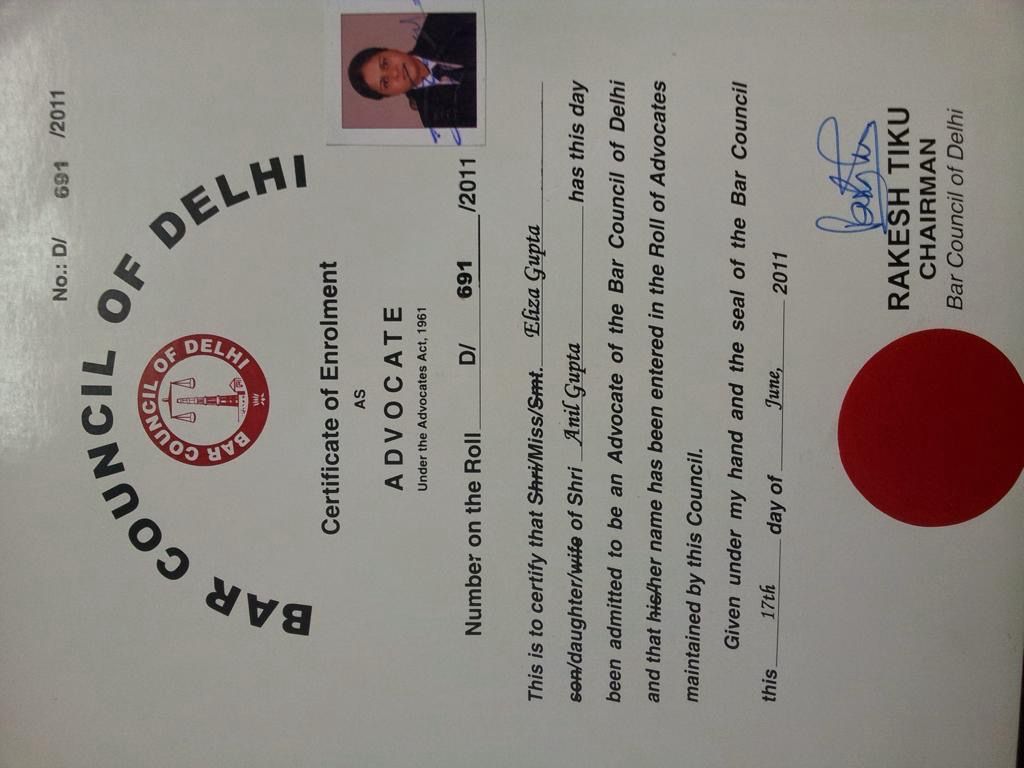 No.: D/ 691 /2011
BAR COUNCIL OF DELHI
BAR COUNCIL OF DELHI
Certificate of Enrolment
AS
ADVOCATE
Under the Advocates Act, 1961
Number on the Roll D/ 691 /2011
This is to certify that Shri/Miss/Smt. Eliza Gupta
son/daughter/wife of Shri Anil Gupta has this day
been admitted to be an Advocate of the Bar Council of Delhi
and that his/her name has been entered in the Roll of Advocates
maintained by this Council.
Given under my hand and the seal of the Bar Council
this 17th day of June, 2011
RAKESH TIKU
CHAIRMAN
Bar Council of Delhi